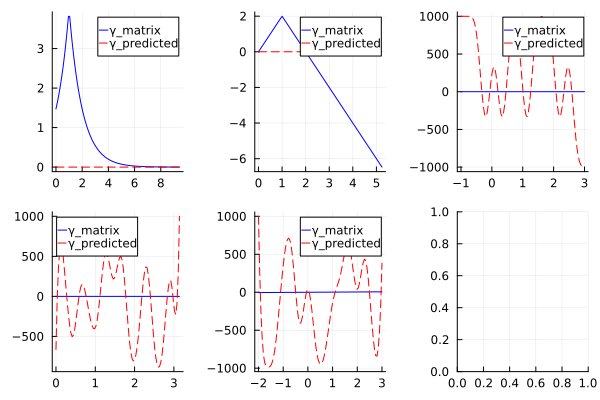 γ_matrix
γ_predicted
3
2
1
0
0 2 4 6 8
γ_matrix
γ_predicted
2
0
−2
−4
−6
0 1 2 3 4 5
γ_matrix
γ_predicted
1000
500
0
−500
−1000
−1 0 1 2 3
γ_matrix
γ_predicted
1000
500
0
−500
0 1 2 3
γ_matrix
γ_predicted
1000
500
0
−500
−1000
−2 −1 0 1 2 3
1.0
0.8
0.6
0.4
0.2
0.0
0.0 0.2 0.4 0.6 0.8 1.0